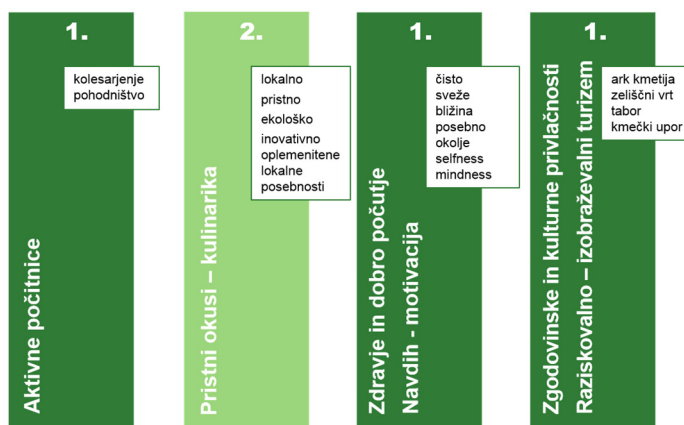 1.
kolesarjenje
pohodništvo
Aktivne počitnice
2.
lokalno
pristno
ekološko
inovativno
oplemenitene
lokalne
posebnosti
Pristni okusi – kulinarika
1.
čisto
sveže
bližina
posebno
okolje
selfness
mindness
Zdravje in dobro počutje
Navdih - motivacija
1.
ark kmetija
zeliščni vrt
tabor
kmečki upor
Zgodovinske in kulturne privlačnosti
Raziskovalno – izobraževalni turizem